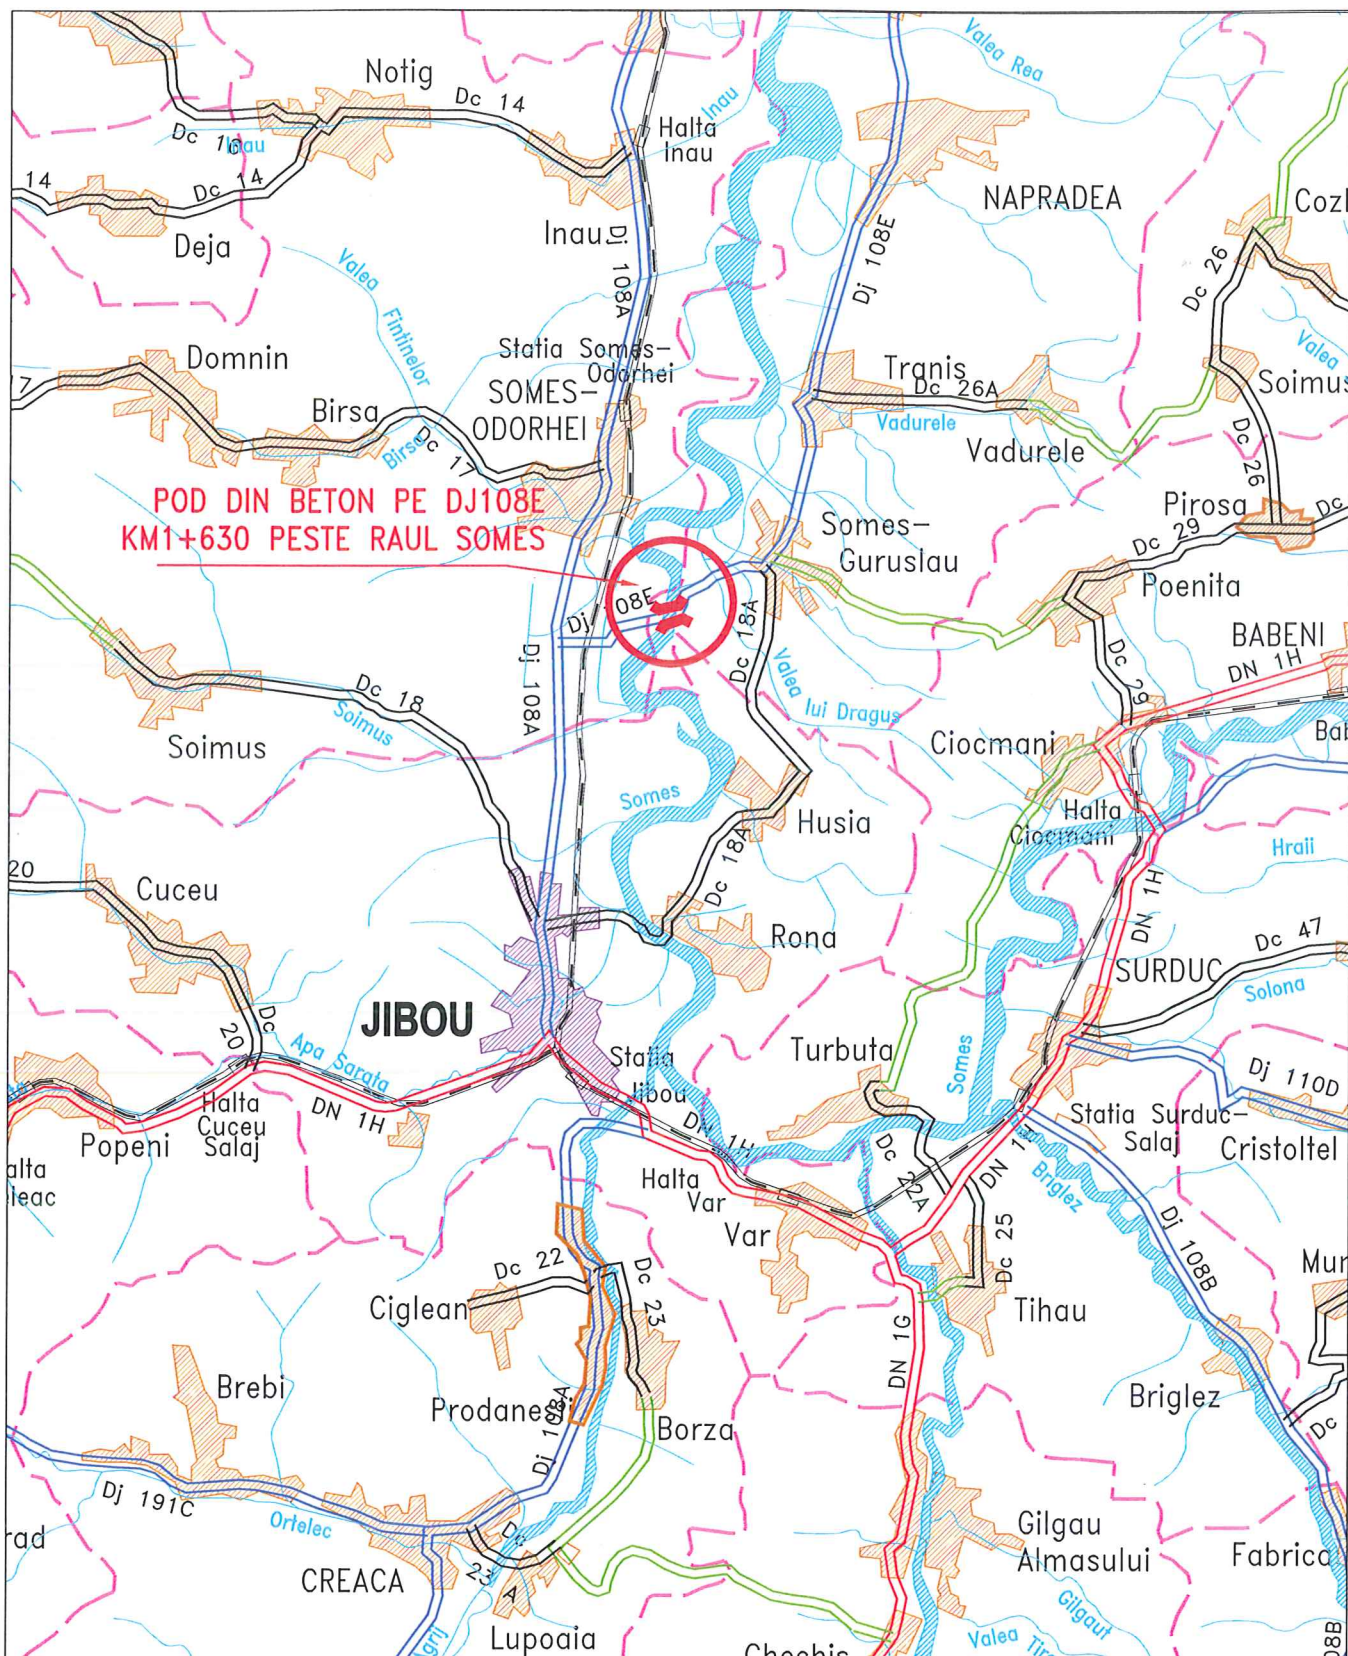 Valea Rea
Notig
Dc 14
Inau
Halta
Inau
Dc 16
Inau
14
Dc 14
Deja
NAPRADEA
Inau
Dj 108A
Dj 108E
Dc 26
Valea Fintinelor
Domnin
Statia Somes-
Odorhei
Tranis
Dc 26A
Valea
Soimus
17
Birsa
SOMES-
ODORHEI
Vadurele
Birsa
Dc 17
Vadurele
Dc 26
POD DIN BETON PE DJ108E
KM1+630 PESTE RAUL SOMES
Pirosa
Dc
Somes-
Guruslau
Dc 29
Poenita
Dj 108E
Dc 18A
BABENI
DN 1H
Dj 108A
Dc 29
Valea lui Dragus
Dc 18
Soimus
Soimus
Ciocmani
Somes
Husia
Halta
Ciocmani
Hraii
20
Cuceu
Dc 18A
DN 1H
Rona
Dc 47
SURDUC
Solona
JIBOU
Dc 20
Apa Sarata
Statia
Jibou
Turbuta
Somes
Dj 110D
Halta
Cuceu
Salaj
DN 1H
Popeni
DN 1H
Statia Surduc-
Salaj
Cristoltel
Dc 22A
DN 1H
Briglez
Halta
Var
Var
Dc 25
Dj 108B
Dc 22
Dc 23
Ciglean
Tihau
DN 1G
Brebi
Prodanesti
Dj 108A
Borza
Briglez
Dc
Dj 191C
Ortelec
Dc 23 A
CREACA
Gilgau
Almasului
Fabrica
Lupoaia
Gilgaut
Valea